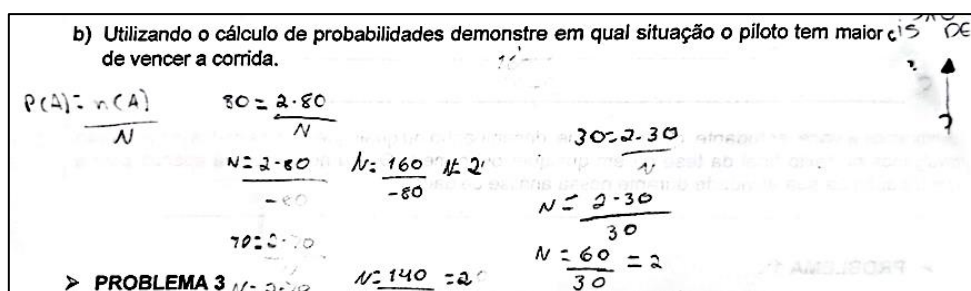 b) Utilizando o cálculo de probabilidades demonstre em qual situação o piloto tem maior
de vencer a corrida.
P(A) = n(A) / N
80 = 2·80 / N
30 = 2·30 / N
N = 2·80 / -80
N = 160 / -80
N = 2
N = 2·30 / 30
70 = 2·70
N = 60 / 30 = 2
➢ PROBLEMA 3
N = 140 = 2